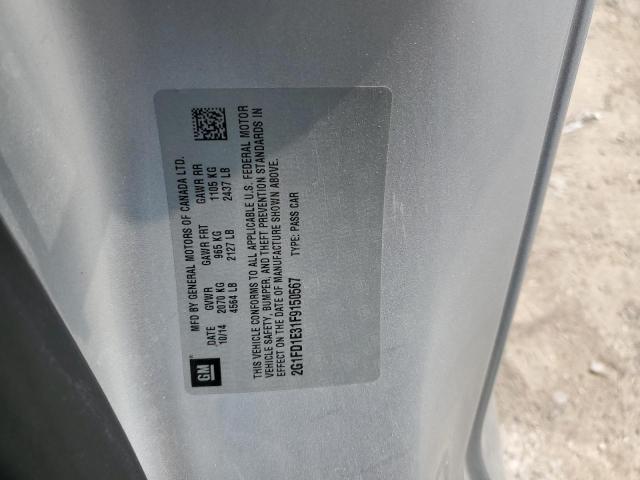 GM
MFD BY GENERAL MOTORS OF CANADA LTD.
DATE GVWR GAWR FRT GAWR RR
10/14 2070 KG 965 KG 1105 KG
4564 LB 2127 LB 2437 LB
THIS VEHICLE CONFORMS TO ALL APPLICABLE U.S. FEDERAL MOTOR
VEHICLE SAFETY, BUMPER, AND THEFT PREVENTION STANDARDS IN
EFFECT ON THE DATE OF MANUFACTURE SHOWN ABOVE.
2G1FD1E31F9150567 TYPE: PASS CAR